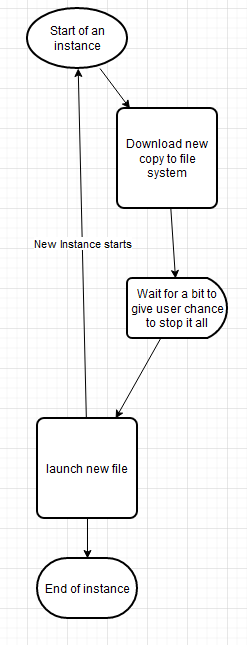 Start of an
instance
Download new
copy to file
system
New Instance starts
Wait for a bit to
give user chance
to stop it all
launch new file
End of instance